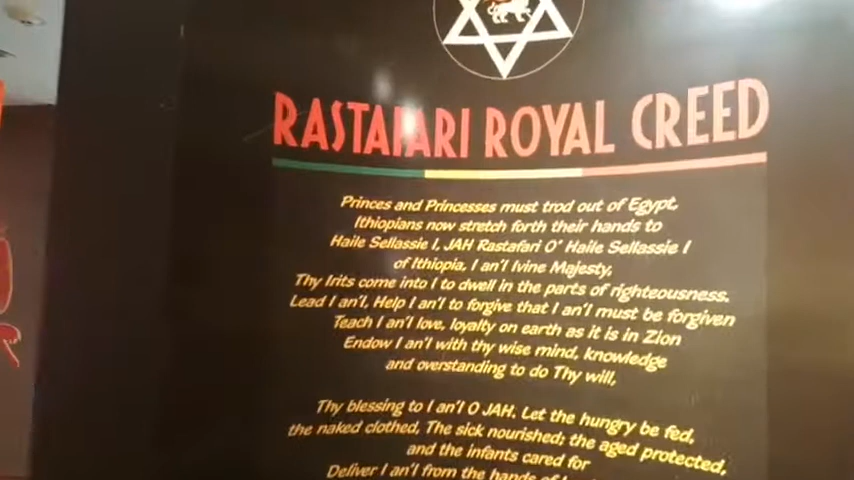 RASTAFARI ROYAL CREED
Princes and Princesses must trod out of Egypt,
Ithiopians now stretch forth their hands to
Haile Sellassie I, JAH Rastafari O' Haile Sellassie I
of Ithiopia, I an'I Ivine Majesty,
Thy Irits come into I to dwell in the parts of righteousness,
Lead I an'I, Help I an'I to forgive that I an'I must be forgiven
Teach I an'I love, loyalty on earth as it is in Zion
Endow I an'I with thy wise mind, knowledge
and overstanding to do Thy will,
Thy blessing to I an'I O JAH. Let the hungry be fed,
the naked clothed, The sick nourished, the aged protected,
and the infants cared for
Deliver I an'I from the hands of